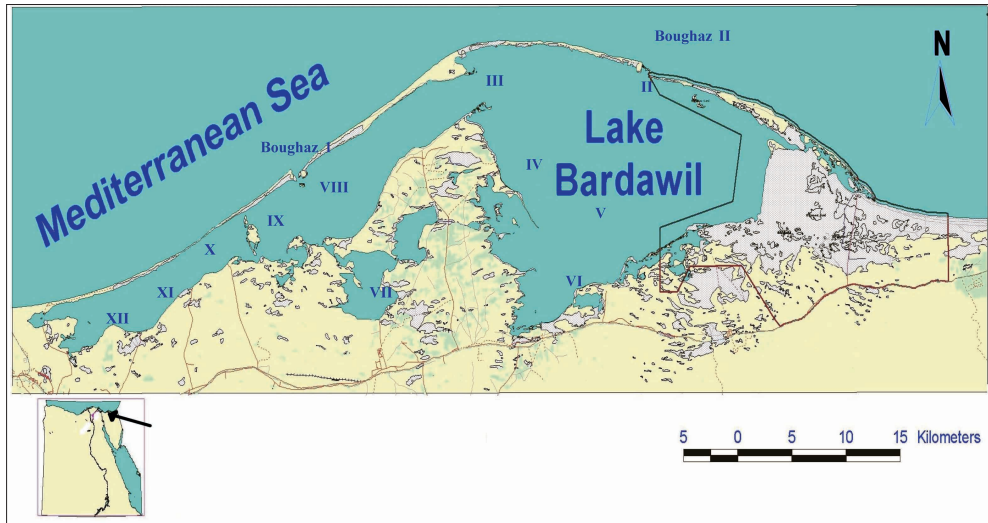 Boughaz II
N
Mediterranean Sea
III
II
Lake
Bardawil
Boughaz I
IV
VIII
V
IX
X
VI
VII
XI
XII
5 0 5 10 15 Kilometers